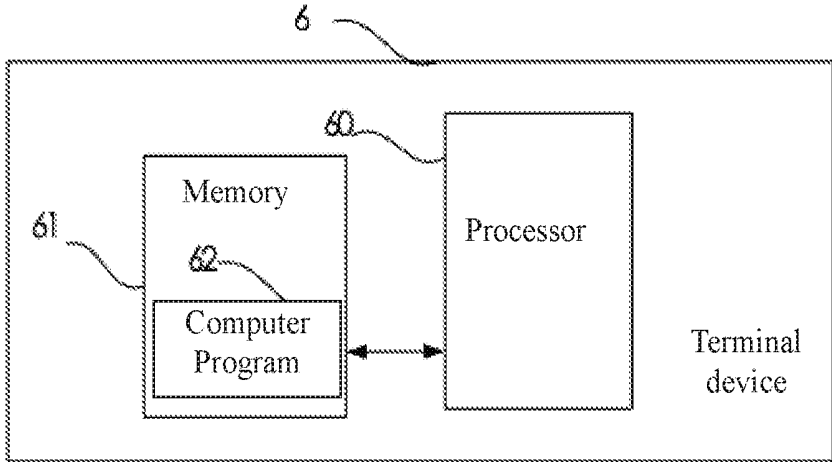 6
60
Memory
61
Processor
62
Computer
Program
Terminal
device